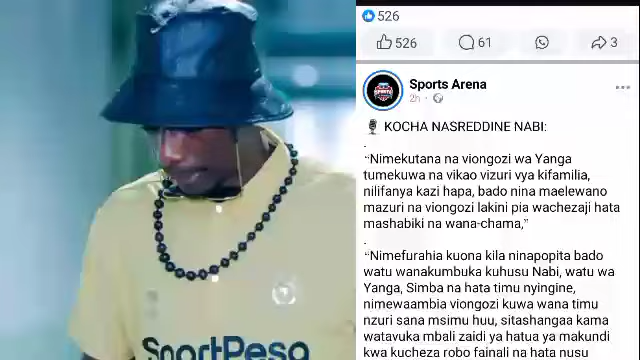 526
526
61
3
Sports Arena
2h
KOCHA NASREDDINE NABI:
.
“Nimekutana na viongozi wa Yanga
tumekuwa na vikao vizuri vya kifamilia,
nilifanya kazi hapa, bado nina maelewano
mazuri na viongozi lakini pia wachezaji hata
mashabiki na wana-chama,”
.
“Nimefurahia kuona kila ninapopita bado
watu wanakumbuka kuhusu Nabi, watu wa
Yanga, Simba na hata timu nyingine,
nimewaambia viongozi kuwa wana timu
nzuri sana msimu huu, sitashangaa kama
watavuka mbali zaidi ya hatua ya makundi
kwa kucheza robo fainall na hata nusu
SportPesa